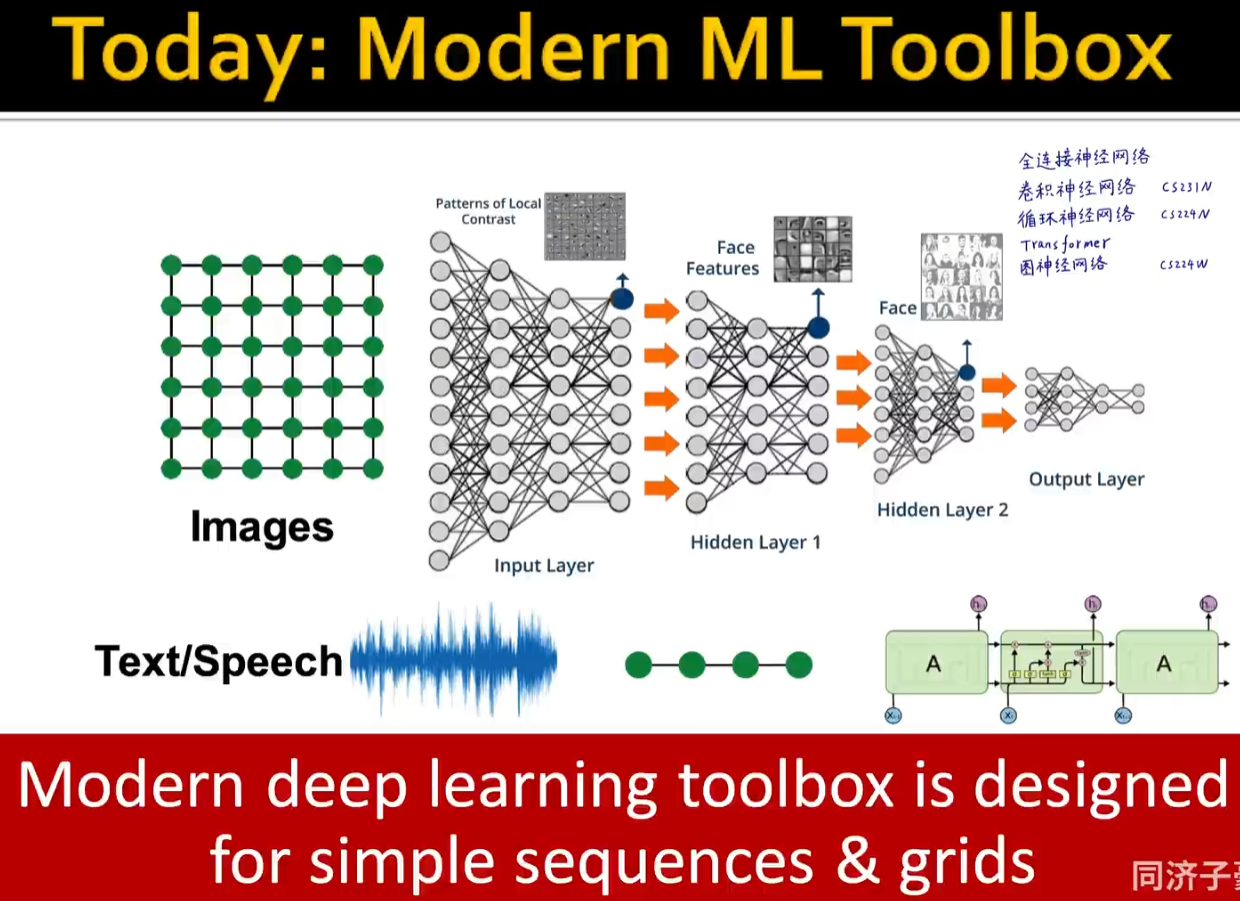 Today: Modern ML Toolbox
全连接神经网络
卷积神经网络 CS231N
循环神经网络 CS224N
Transformer
图神经网络 CS224W
Patterns of Local
Contrast
Face
Features
Face
Images
Input Layer
Hidden Layer 1
Hidden Layer 2
Output Layer
Text/Speech
A
A
Modern deep learning toolbox is designed
for simple sequences & grids
同济子